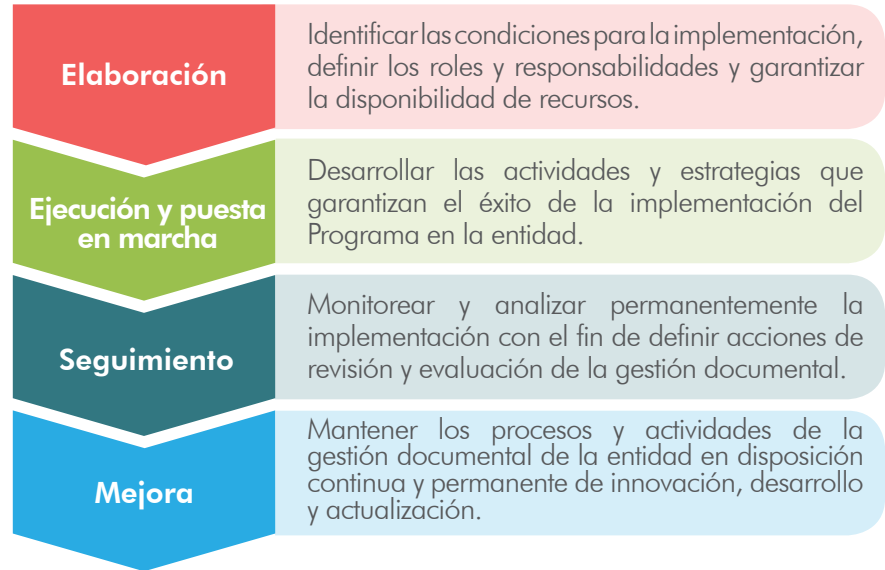 Elaboración
Identificar las condiciones para la implementación,
definir los roles y responsabilidades y garantizar
la disponibilidad de recursos.
Ejecución y puesta
en marcha
Desarrollar las actividades y estrategias que
garantizan el éxito de la implementación del
Programa en la entidad.
Seguimiento
Monitorear y analizar permanentemente la
implementación con el fin de definir acciones de
revisión y evaluación de la gestión documental.
Mejora
Mantener los procesos y actividades de la
gestión documental de la entidad en disposición
continua y permanente de innovación, desarrollo
y actualización.